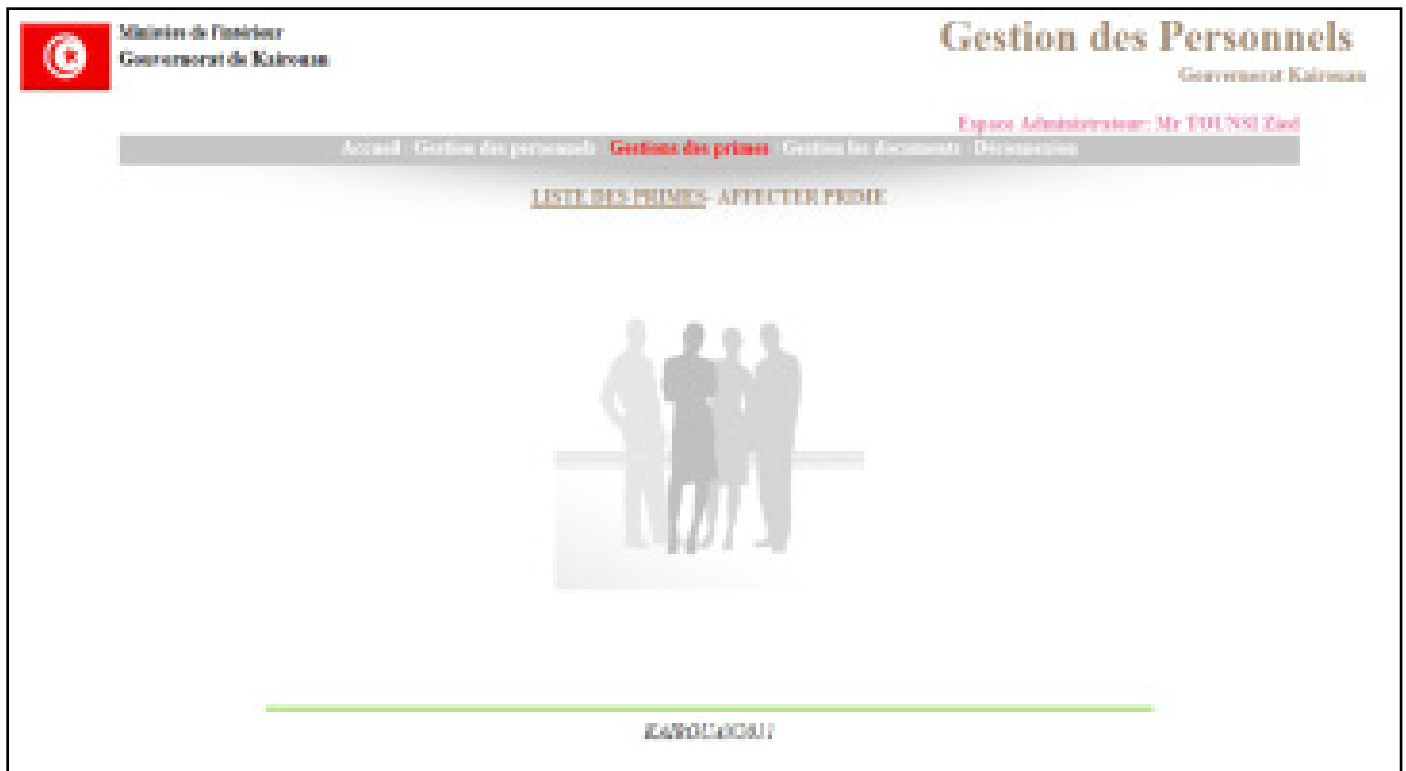 Ministère de l'intérieur
Gouvernorat de Kairouan
Gestion des Personnels
Gouvernorat Kairouan
Espace Administrateur: Mr TOUNSI Zied
Accueil Gestion des personnels Gestions des primes Gestion les documents Déconnexion
LISTE DES PRIMES- AFFECTER PRIME